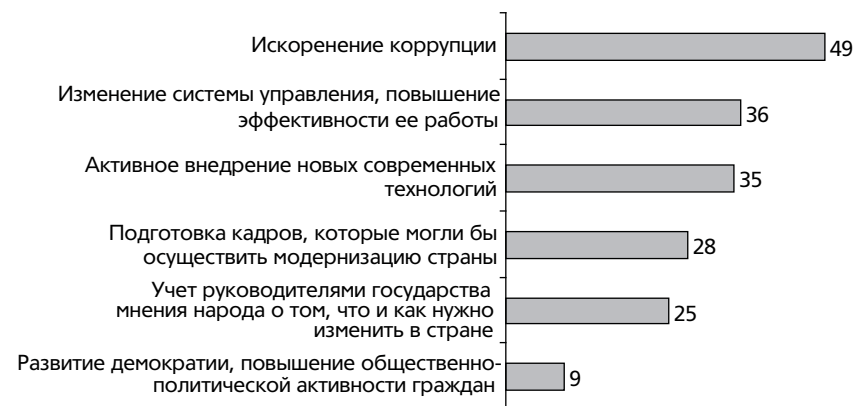 Искоренение коррупции
49
Изменение системы управления, повышение
эффективности ее работы
36
Активное внедрение новых современных
технологий
35
Подготовка кадров, которые могли бы
осуществить модернизацию страны
28
Учет руководителями государства
мнения народа о том, что и как нужно
изменить в стране
25
Развитие демократии, повышение общественно-
политической активности граждан
9